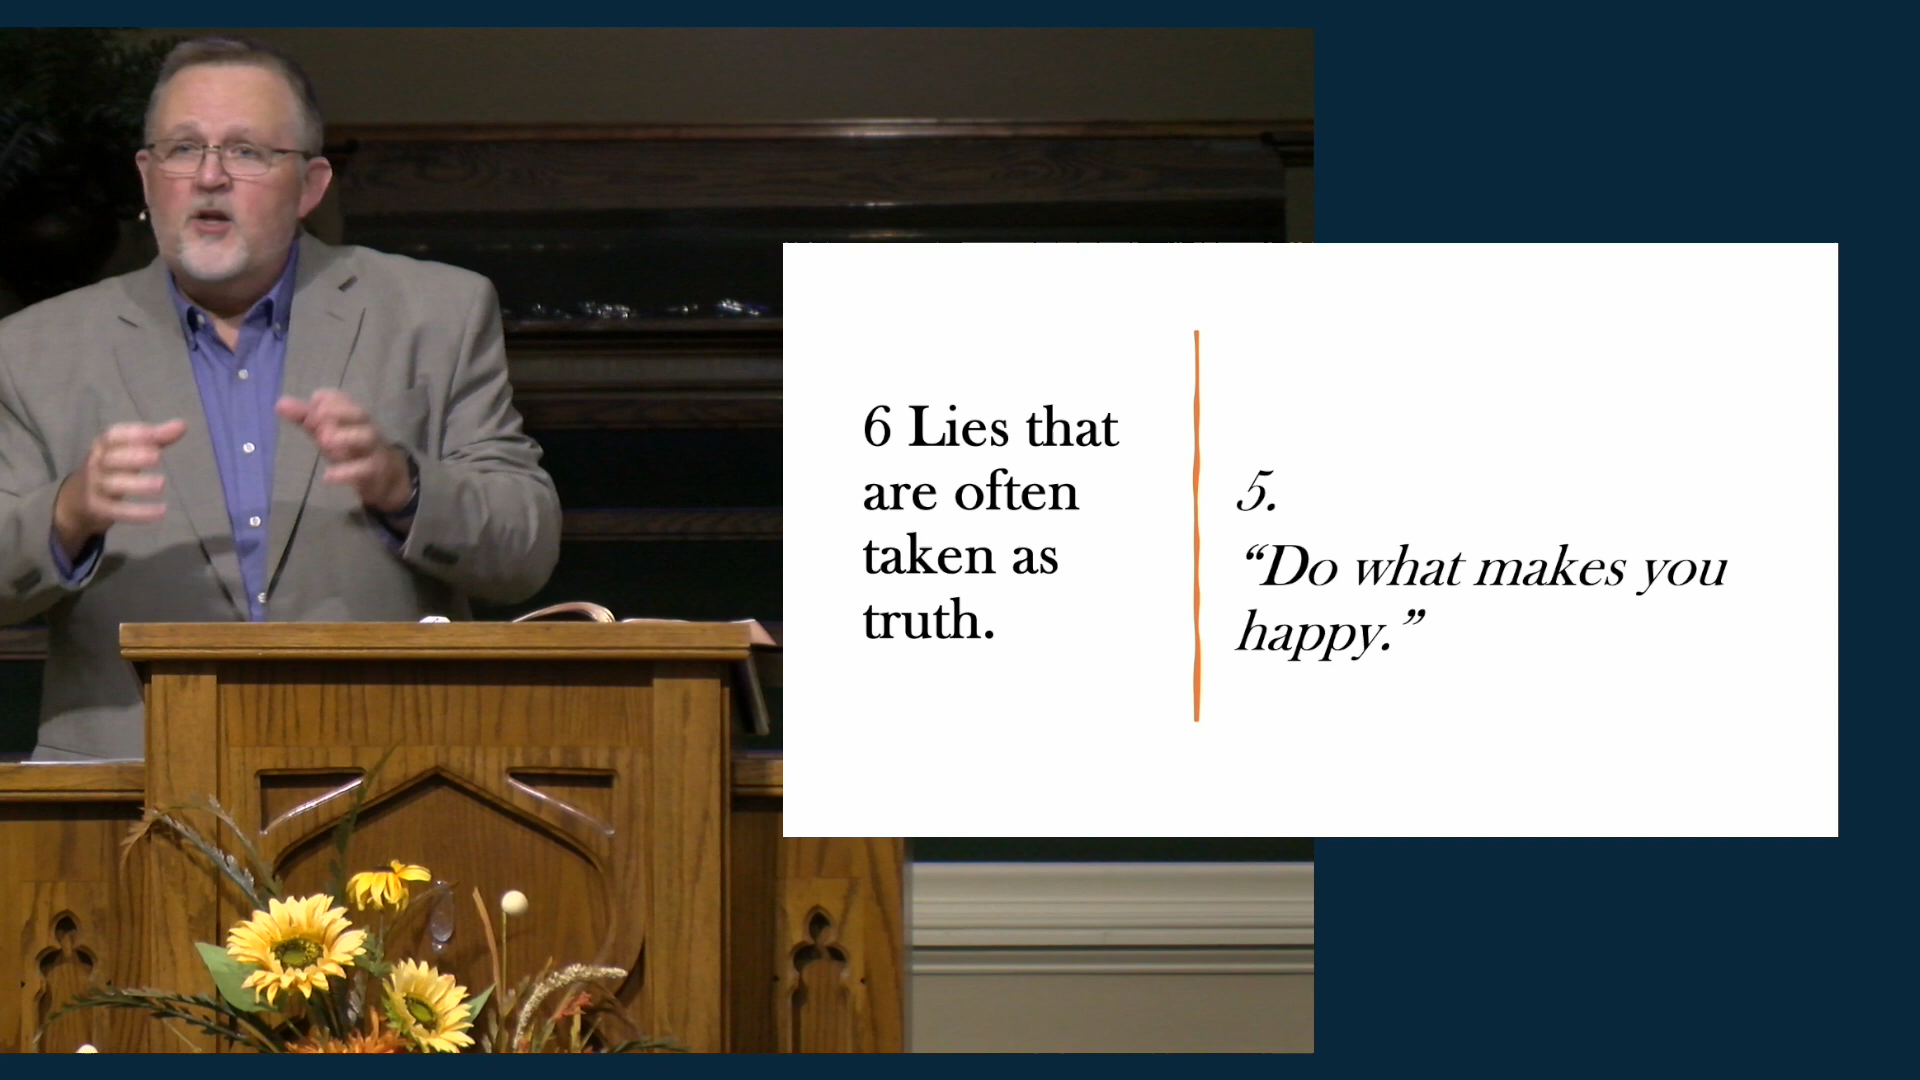 6 Lies that
are often
taken as
truth.
5.
“Do what makes you
happy.”